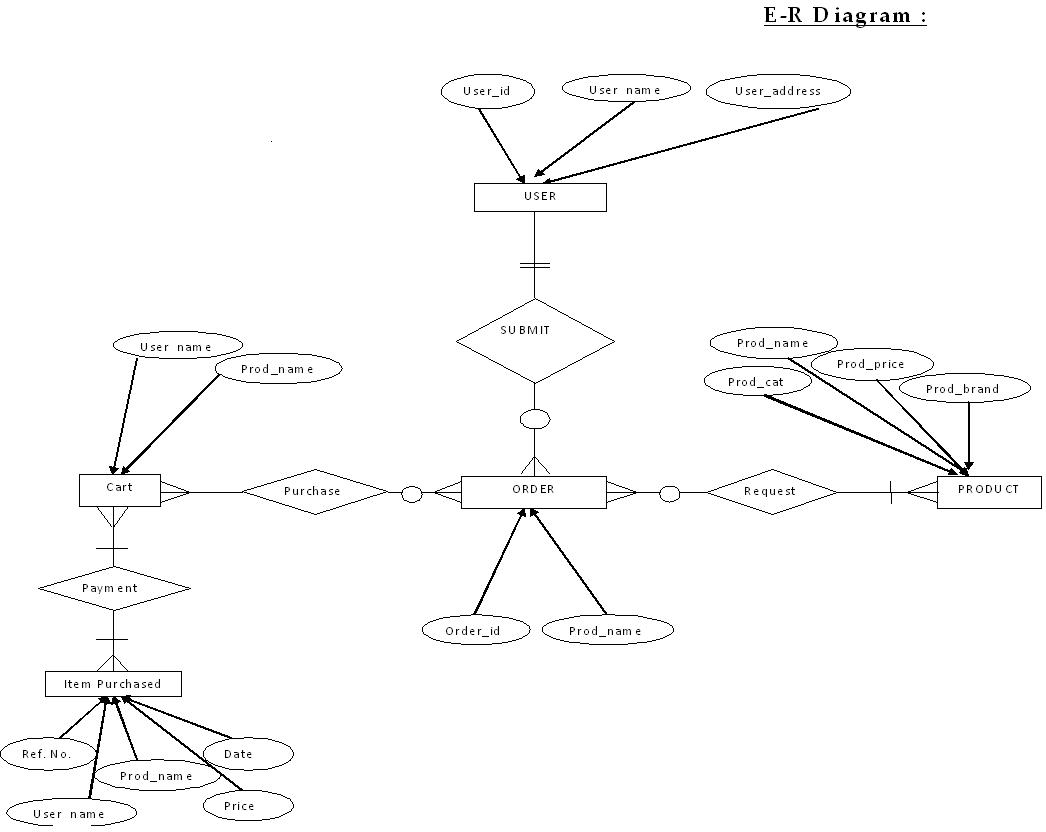 E-R Diagram :
User_id
User name
User_address
USER
SUBMIT
User name
Prod_name
Prod_name
Prod_price
Prod_cat
Prod_brand
Cart
Purchase
ORDER
Request
PRODUCT
Payment
Order_id
Prod_name
Item Purchased
Ref. No.
Date
Prod_name
Price
User name